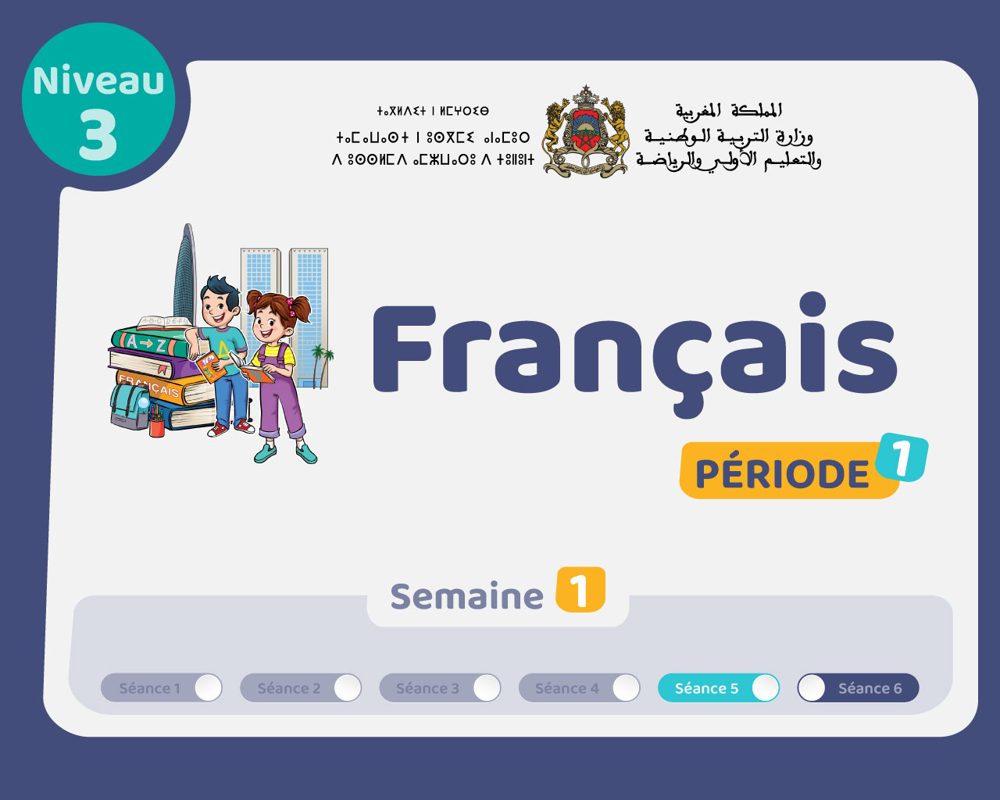 Niveau
3
ⵜⴰⴳⵍⴷⵉⵜ ⵏ ⵍⵎⵖⵔⵉⴱ
ⵜⴰⵎⴰⵡⴰⵙⵜ ⵏ ⵓⵙⴳⵎⵉ ⴰⵏⴰⵎⵓⵔ
ⴷ ⵓⵙⵙⵍⵎⴷ ⴰⵎⵣⵡⴰⵔⵓ ⴷ ⵜⵓⵏⵏⵓⵏⵜ
المملكة المغربية
وزارة التربية الوطنية
والتعليم الأولي والرياضة
A-B-C
D-E-F-G
A → Z
FRANÇAIS
Français
PÉRIODE 1
Semaine 1
Séance 1
Séance 2
Séance 3
Séance 4
Séance 5
Séance 6